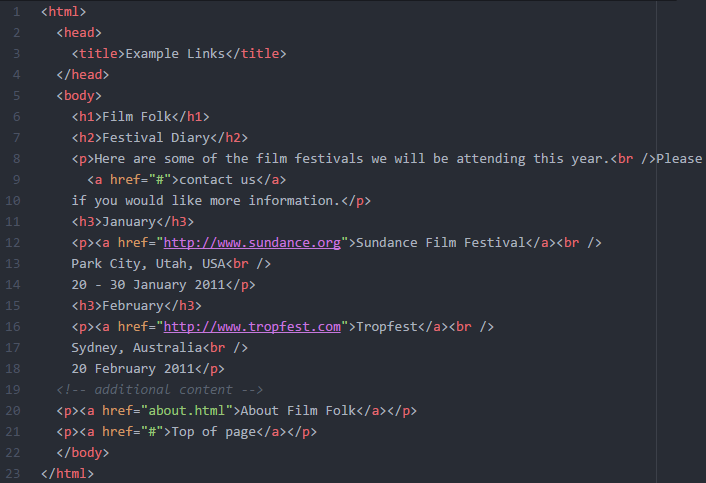 1 <html>
2 <head>
3 <title>Example Links</title>
4 </head>
5 <body>
6 <h1>Film Folk</h1>
7 <h2>Festival Diary</h2>
8 <p>Here are some of the film festivals we will be attending this year.<br />Please
9 <a href="#">contact us</a>
10 if you would like more information.</p>
11 <h3>January</h3>
12 <p><a href="http://www.sundance.org">Sundance Film Festival</a><br />
13 Park City, Utah, USA<br />
14 20 - 30 January 2011</p>
15 <h3>February</h3>
16 <p><a href="http://www.tropfest.com">Tropfest</a><br />
17 Sydney, Australia<br />
18 20 February 2011</p>
19 <!-- additional content -->
20 <p><a href="about.html">About Film Folk</a></p>
21 <p><a href="#">Top of page</a></p>
22 </body>
23 </html>